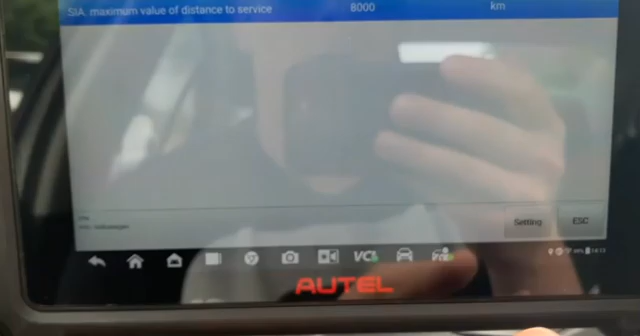 SIA. maximum value of distance to service 8000 km
Setting ESC
VCI
AUTEL